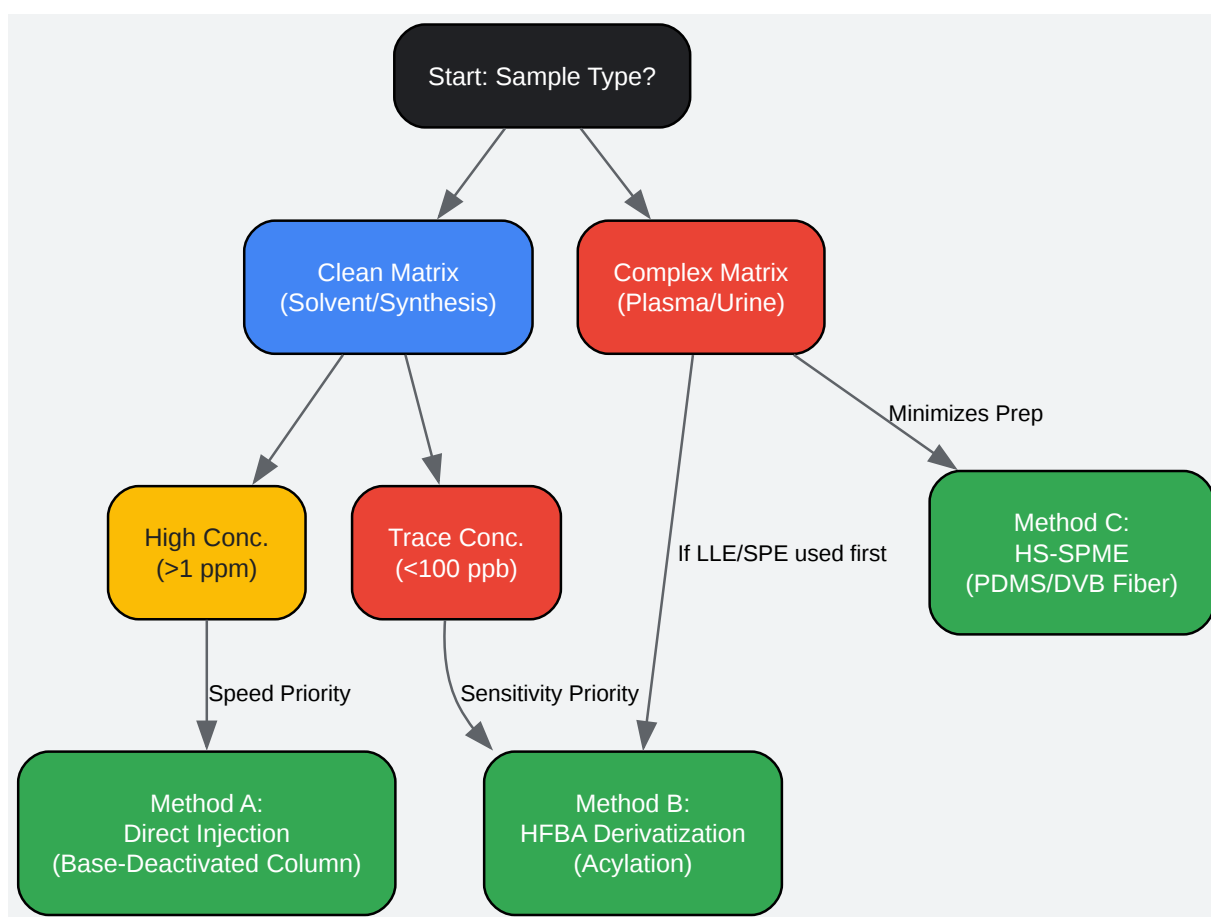 Start: Sample Type?
Clean Matrix
(Solvent/Synthesis)
Complex Matrix
(Plasma/Urine)
Minimizes Prep
High Conc.
(>1 ppm)
Trace Conc.
(<100 ppb)
If LLE/SPE used first
Method C:
HS-SPME
(PDMS/DVB Fiber)
Speed Priority
Sensitivity Priority
Method A:
Direct Injection
(Base-Deactivated Column)
Method B:
HFBA Derivatization
(Acylation)